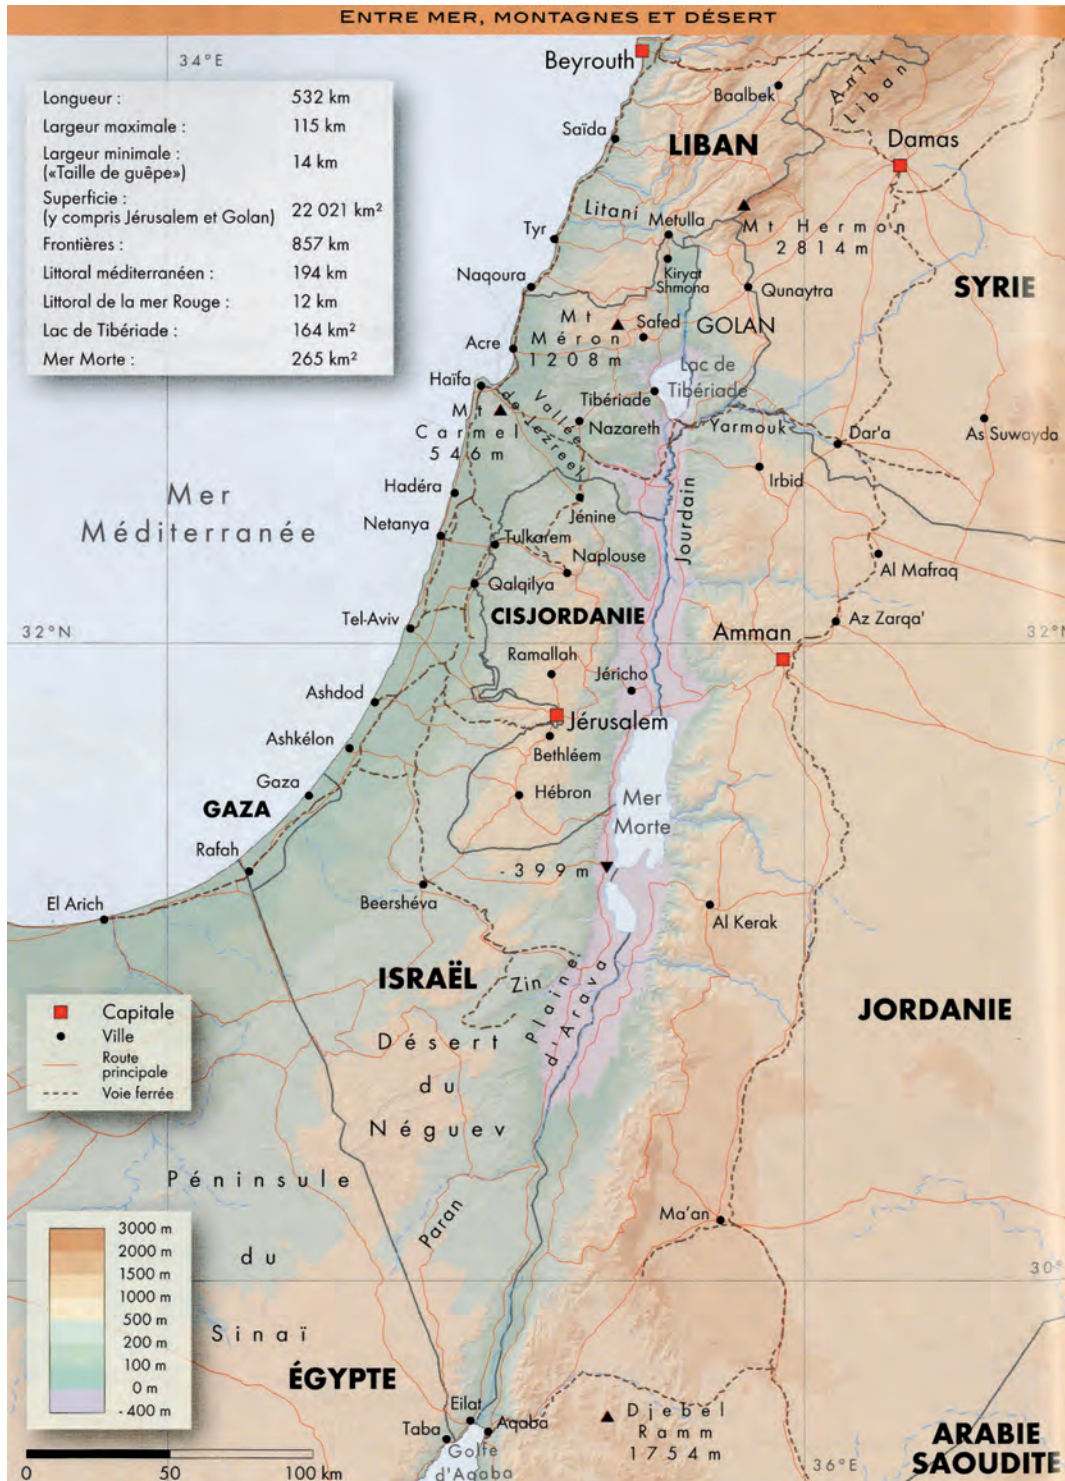 ENTRE MER, MONTAGNES ET DÉSERT
34°E
Longueur : 532 km
Largeur maximale : 115 km
Largeur minimale :
(«Taille de guêpe») 14 km
Superficie :
(y compris Jérusalem et Golan) 22 021 km²
Frontières : 857 km
Littoral méditerranéen : 194 km
Littoral de la mer Rouge : 12 km
Lac de Tibériade : 164 km²
Mer Morte : 265 km²
Beyrouth
Baalbek
Anti
Liban
Saïda
LIBAN
Damas
Litani
Metulla
Mt Hermon
2814m
Tyr
Kiryat
Shmona
Naqoura
Qunaytra
SYRIE
Mt
Méron
1208m
Safed
GOLAN
Acre
Lac de
Tibériade
Haïfa
Vallée
de Jezreel
Tibériade
Mt
Carmel
546m
Nazareth
Yarmouk
Dar'a
As Suwayda
Irbid
Hadéra
Mer
Méditerranée
Jénine
Jourdain
Netanya
Tulkarem
Naplouse
Al Mafraq
Qalqilya
CISJORDANIE
Tel-Aviv
Az Zarqa'
32°N
Amman
32°N
Ramallah
Jéricho
Ashdod
Jérusalem
Ashkélon
Bethléem
Gaza
GAZA
Hébron
Mer
Morte
Rafah
-399m
El Arich
Beershéva
Al Kerak
ISRAËL
Zin
Plaine
d'Arava
JORDANIE
Capitale
Ville
Route
principale
Voie ferrée
Désert
du
Néguev
Péninsule
du
Sinaï
Paran
Ma'an
3000 m
2000 m
1500 m
1000 m
500 m
200 m
100 m
0 m
-400 m
30°
ÉGYPTE
Eilat
Taba
Aqaba
Golfe
d'Aqaba
Djebel
Ramm
1754m
ARABIE
SAOUDITE
36°E
0 50 100 km